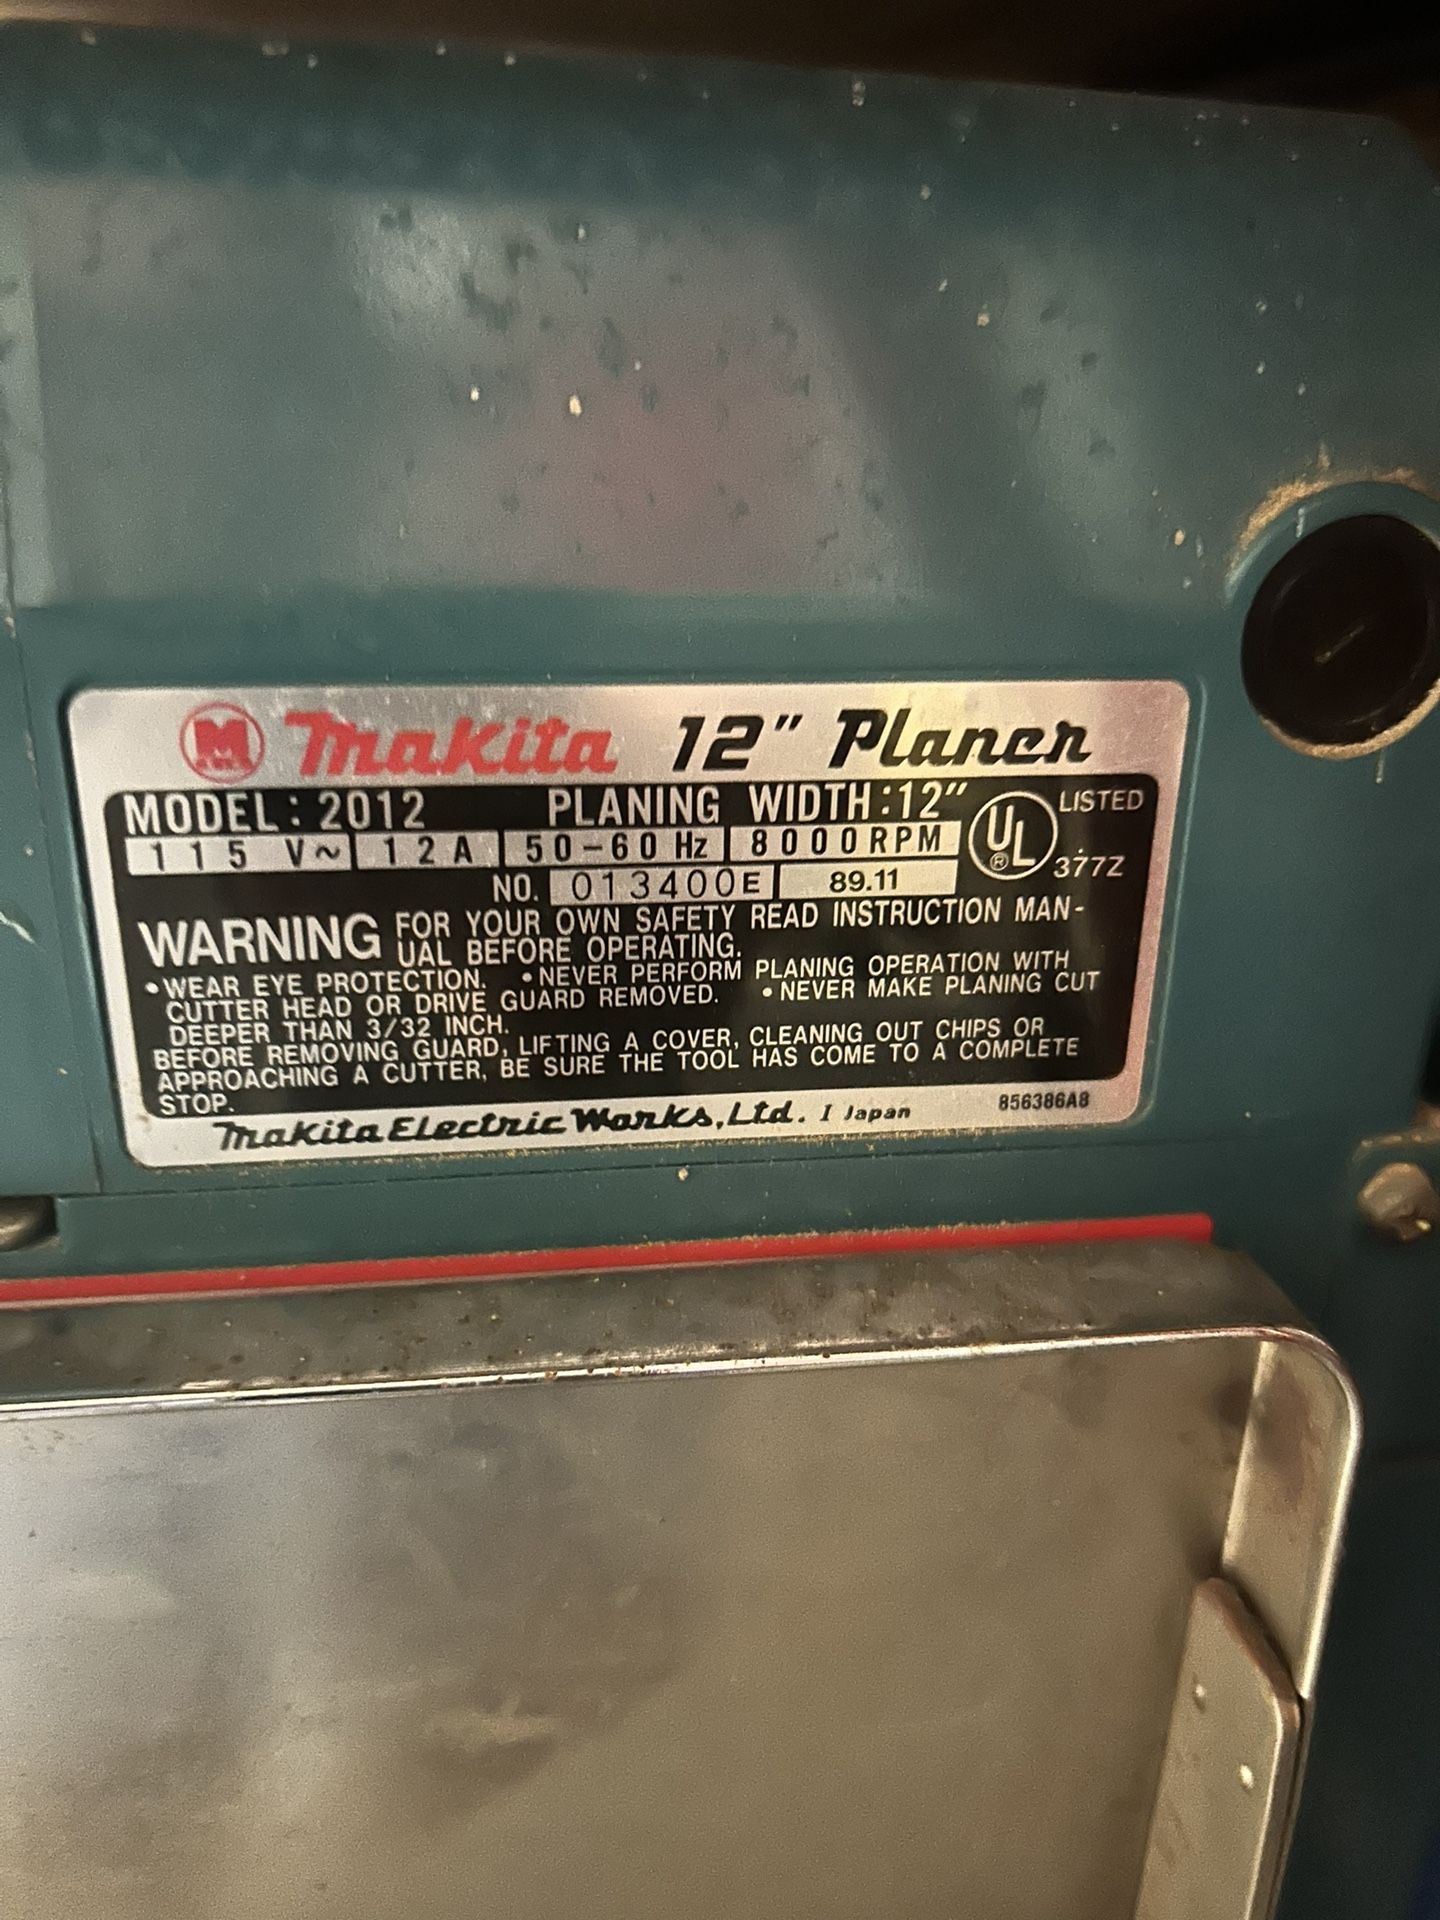 M Makita 12" Planer
MODEL: 2012 PLANING WIDTH: 12"
115 V~ 12A 50-60 Hz 8000RPM
UL ® LISTED 377Z
NO. 013400E 89.11
WARNING FOR YOUR OWN SAFETY READ INSTRUCTION MAN-
UAL BEFORE OPERATING.
•WEAR EYE PROTECTION. •NEVER PERFORM PLANING OPERATION WITH
CUTTER HEAD OR DRIVE GUARD REMOVED. •NEVER MAKE PLANING CUT
DEEPER THAN 3/32 INCH.
BEFORE REMOVING GUARD, LIFTING A COVER, CLEANING OUT CHIPS OR
APPROACHING A CUTTER, BE SURE THE TOOL HAS COME TO A COMPLETE
STOP.
Makita Electric Works, Ltd. I Japan 856386A8